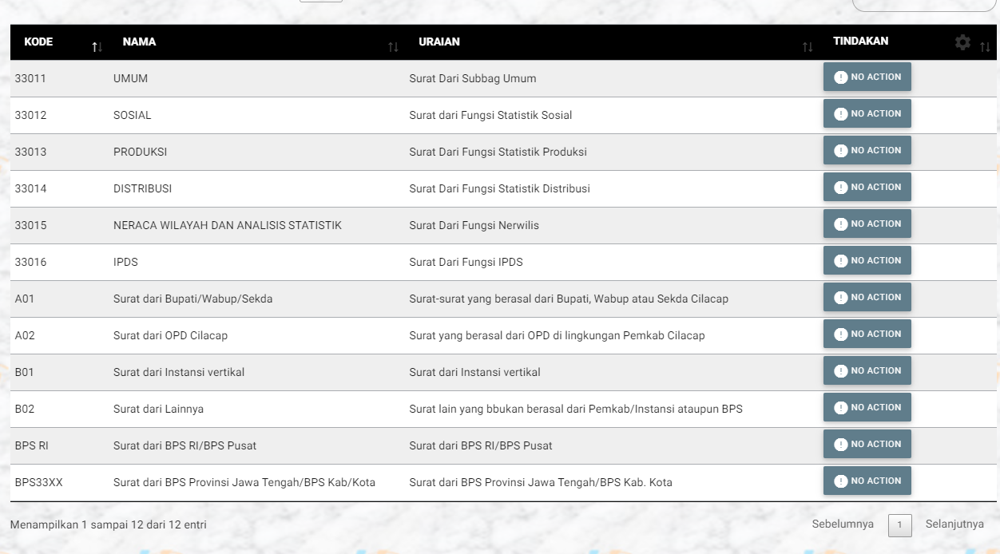 KODE NAMA URAIAN TINDAKAN
33011 UMUM Surat Dari Subbag Umum NO ACTION
33012 SOSIAL Surat dari Fungsi Statistik Sosial NO ACTION
33013 PRODUKSI Surat Dari Fungsi Statistik Produksi NO ACTION
33014 DISTRIBUSI Surat Dari Fungsi Statistik Distribusi NO ACTION
33015 NERACA WILAYAH DAN ANALISIS STATISTIK Surat Dari Fungsi Nerwilis NO ACTION
33016 IPDS Surat Dari Fungsi IPDS NO ACTION
A01 Surat dari Bupati/Wabup/Sekda Surat-surat yang berasal dari Bupati, Wabup atau Sekda Cilacap NO ACTION
A02 Surat dari OPD Cilacap Surat yang berasal dari OPD di lingkungan Pemkab Cilacap NO ACTION
B01 Surat dari Instansi vertikal Surat dari Instansi vertikal NO ACTION
B02 Surat dari Lainnya Surat lain yang bbukan berasal dari Pemkab/Instansi ataupun BPS NO ACTION
BPS RI Surat dari BPS RI/BPS Pusat Surat dari BPS RI/BPS Pusat NO ACTION
BPS33XX Surat dari BPS Provinsi Jawa Tengah/BPS Kab/Kota Surat dari BPS Provinsi Jawa Tengah/BPS Kab. Kota NO ACTION
Menampilkan 1 sampai 12 dari 12 entri Sebelumnya 1 Selanjutnya